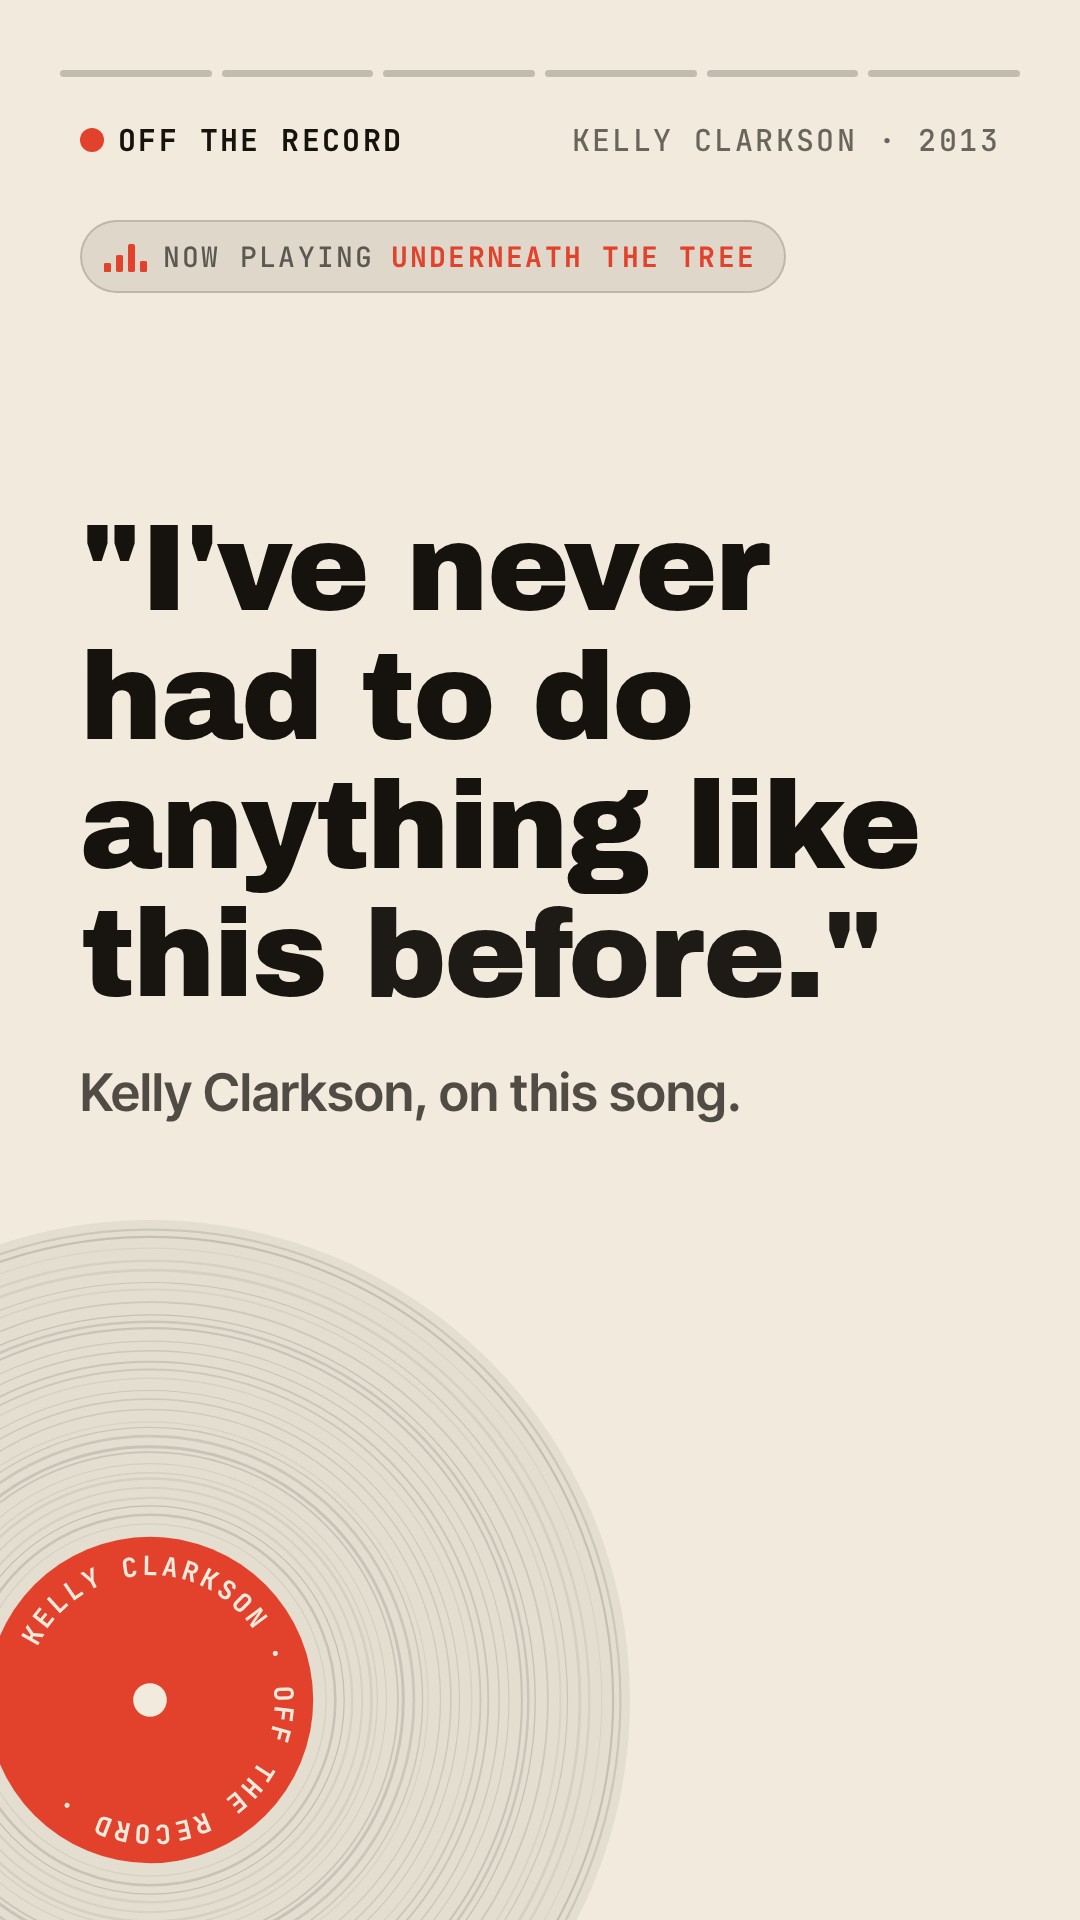 OFF THE RECORD
KELLY CLARKSON · 2013
NOW PLAYING UNDERNEATH THE TREE
"I've never
had to do
anything like
this before."
Kelly Clarkson, on this song.
KELLY CLARKSON · OFF THE RECORD ·